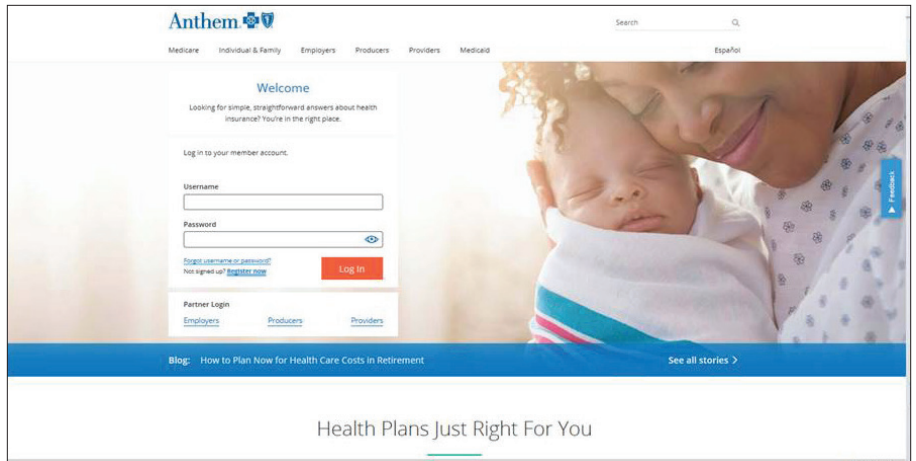 Anthem
Search
Medicare Individual & Family Employers Producers Providers Medicaid Español
Welcome
Looking for simple, straightforward answers about health
insurance? You're in the right place.
Log in to your member account.
Username
Password
Forgot username or password?
Not signed up? Register now
Log In
Partner Login
Employers Producers Providers
Feedback
Blog: How to Plan Now for Health Care Costs in Retirement See all stories
Health Plans Just Right For You